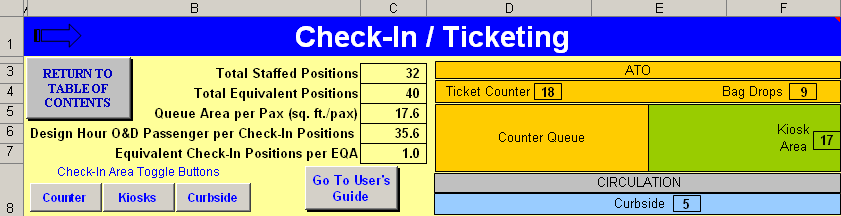 A B C D E F
1 Check-In / Ticketing
3 RETURN TO TABLE OF CONTENTS Total Staffed Positions 32 ATO
4 Total Equivalent Positions 40 Ticket Counter 18 Bag Drops 9
5 Queue Area per Pax (sq. ft./pax) 17.6
6 Design Hour O&D Passenger per Check-In Positions 35.6 Counter Queue Kiosk Area 17
7 Equivalent Check-In Positions per EQA 1.0
Check-In Area Toggle Buttons Go To User's Guide CIRCULATION
8 Counter Kiosks Curbside Curbside 5